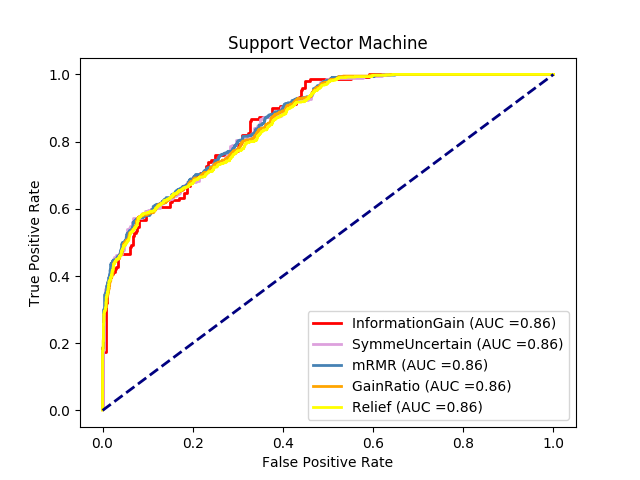 Support Vector Machine
1.0
0.8
0.6
0.4
0.2
0.0
True Positive Rate
InformationGain (AUC =0.86)
SymmeUncertain (AUC =0.86)
mRMR (AUC =0.86)
GainRatio (AUC =0.86)
Relief (AUC =0.86)
0.0 0.2 0.4 0.6 0.8 1.0
False Positive Rate